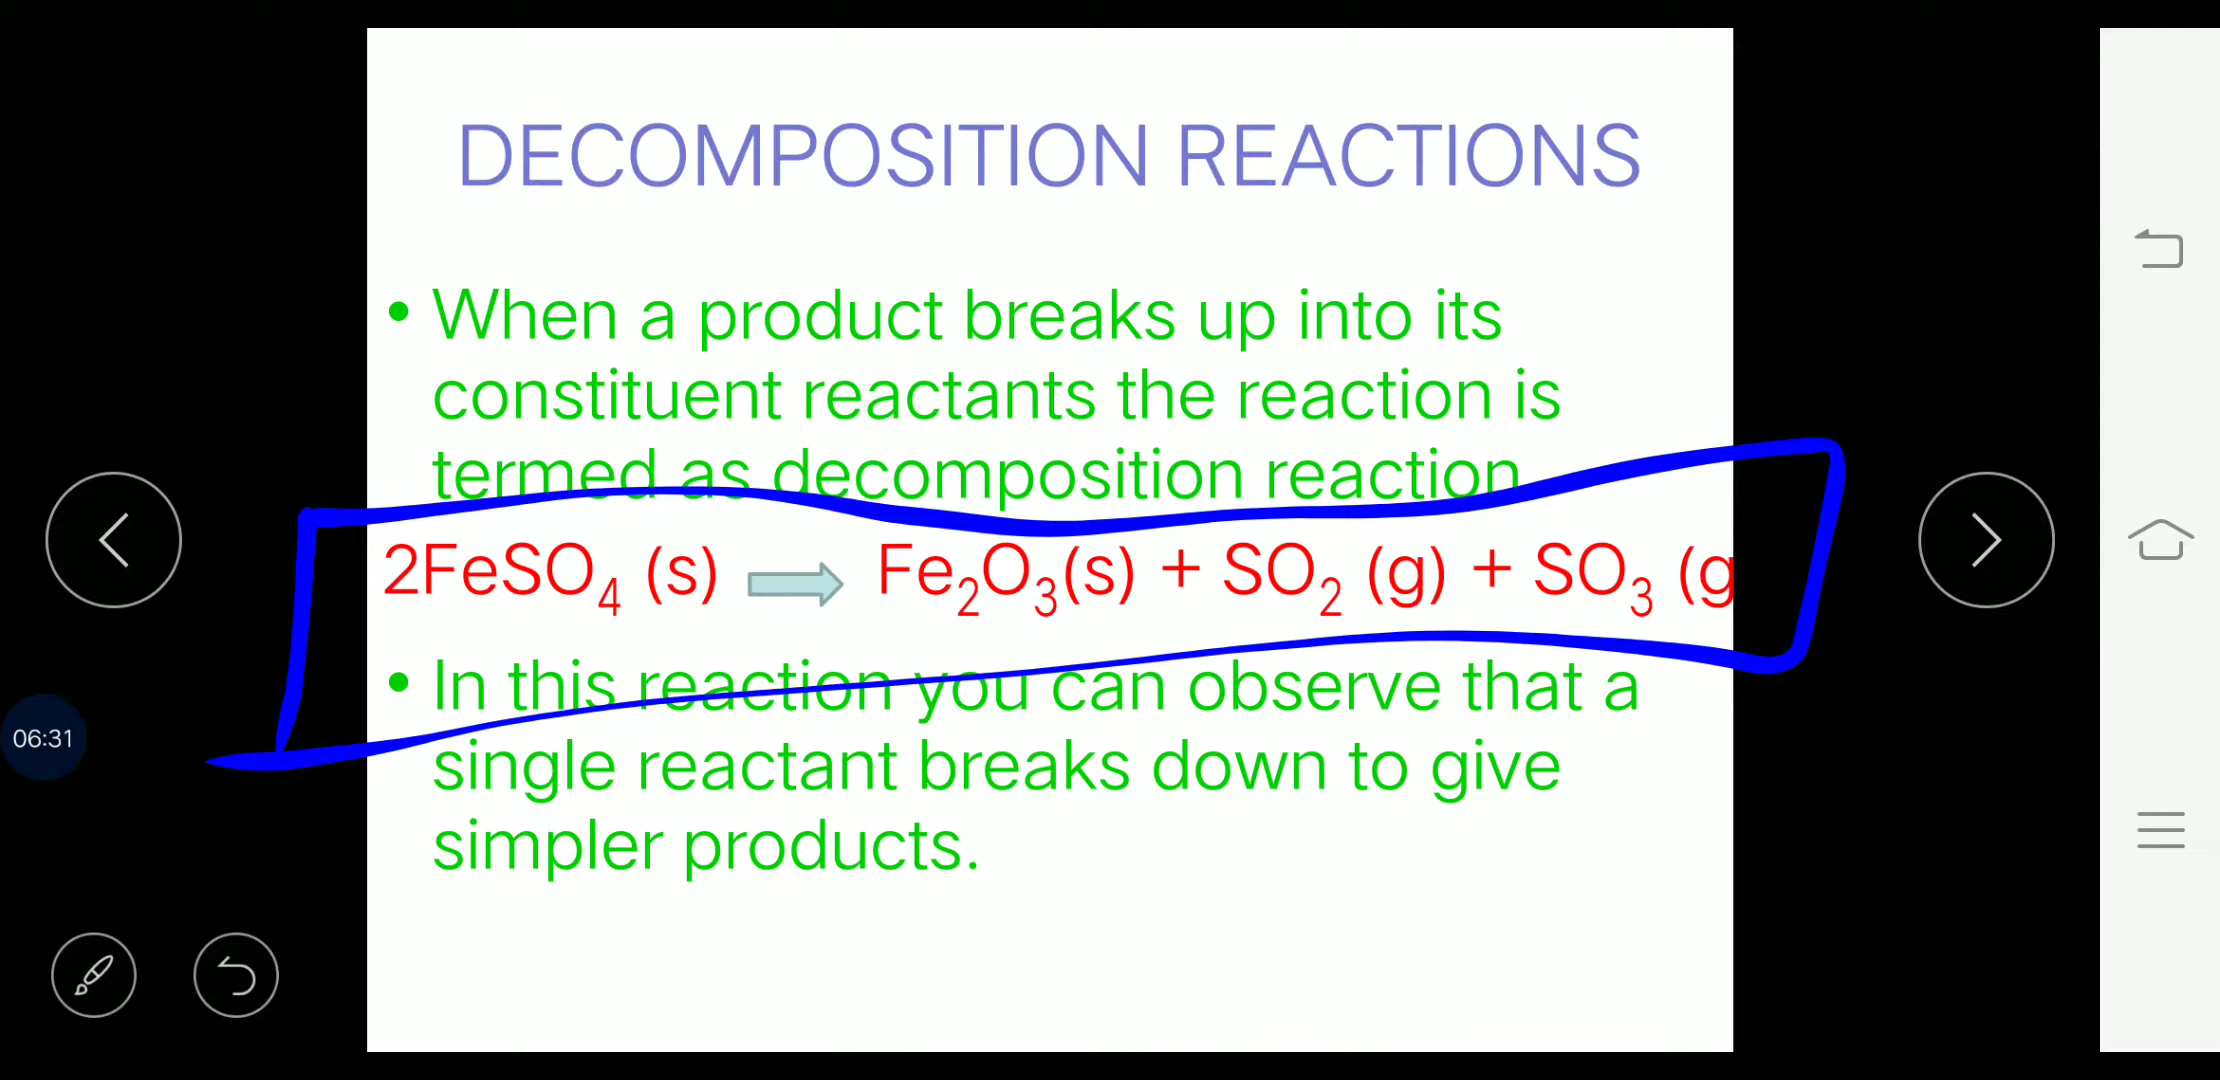 DECOMPOSITION REACTIONS
• When a product breaks up into its
constituent reactants the reaction is
termed as decomposition reaction
2FeSO₄ (s) Fe₂O₃(s) + SO₂ (g) + SO₃ (g
• In this reaction you can observe that a
single reactant breaks down to give
simpler products.
06:31